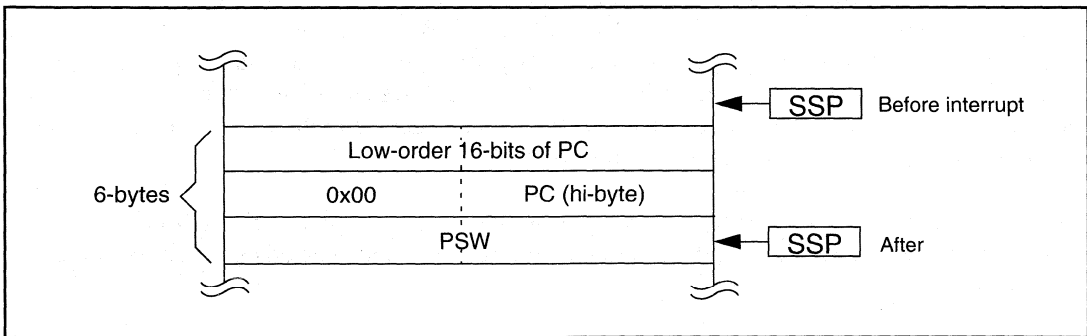 SSP Before interrupt
Low-order 16-bits of PC
6-bytes 0x00 PC (hi-byte)
PSW SSP After